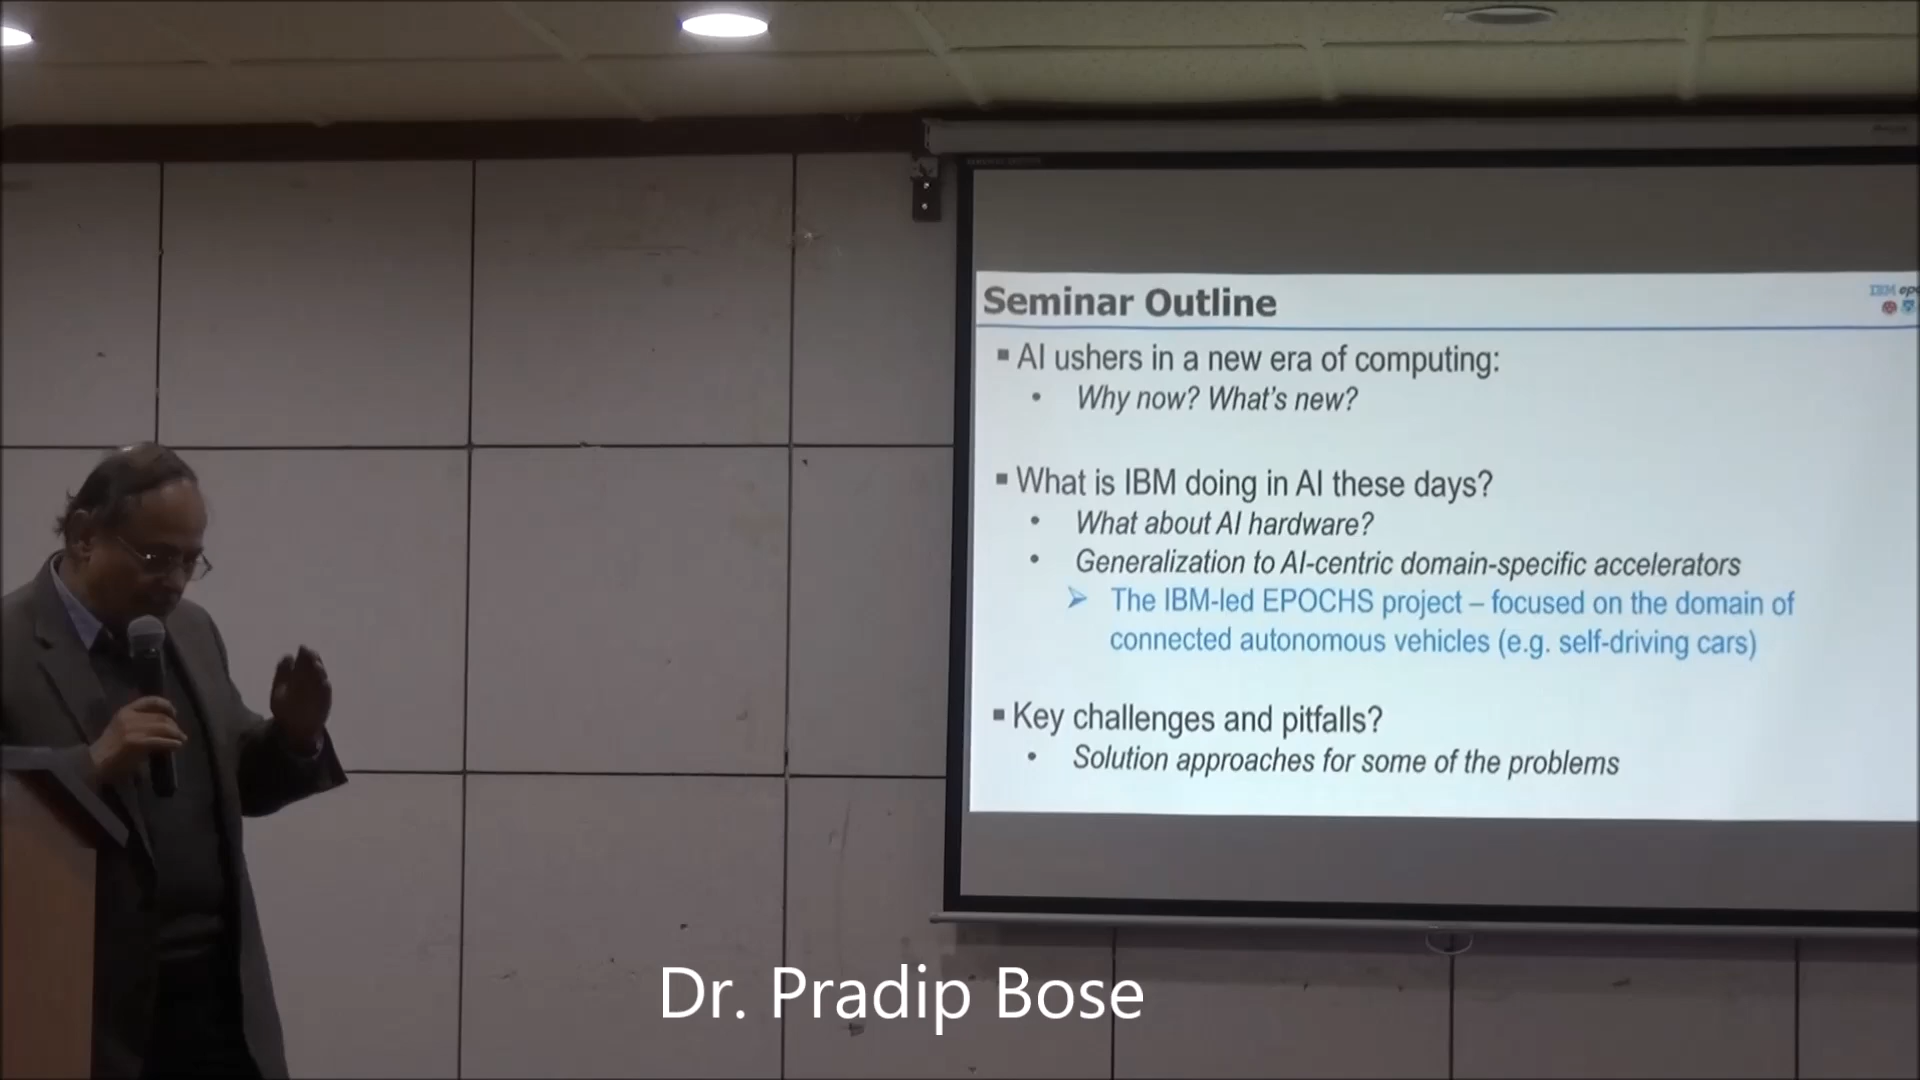 Seminar Outline
IBM
▪ AI ushers in a new era of computing:
• Why now? What's new?
▪ What is IBM doing in AI these days?
• What about AI hardware?
• Generalization to AI-centric domain-specific accelerators
➢ The IBM-led EPOCHS project – focused on the domain of
connected autonomous vehicles (e.g. self-driving cars)
▪ Key challenges and pitfalls?
• Solution approaches for some of the problems
Dr. Pradip Bose